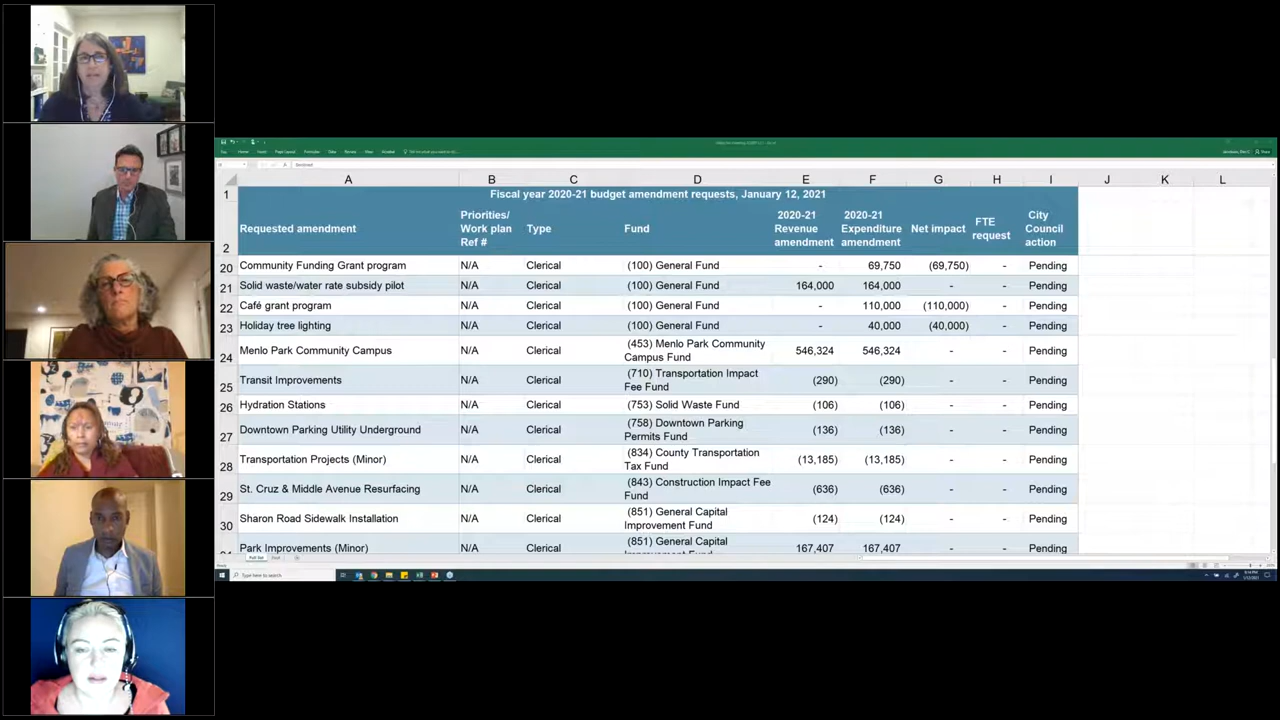 A B C D E F G H I J K L
1 Fiscal year 2020-21 budget amendment requests, January 12, 2021
2 Requested amendment Priorities/ Work plan Ref # Type Fund 2020-21 Revenue amendment 2020-21 Expenditure amendment Net impact FTE request City Council action
20 Community Funding Grant program N/A Clerical (100) General Fund - 69,750 (69,750) - Pending
21 Solid waste/water rate subsidy pilot N/A Clerical (100) General Fund 164,000 164,000 - - Pending
22 Café grant program N/A Clerical (100) General Fund - 110,000 (110,000) - Pending
23 Holiday tree lighting N/A Clerical (100) General Fund - 40,000 (40,000) - Pending
24 Menlo Park Community Campus N/A Clerical (453) Menlo Park Community Campus Fund 546,324 546,324 - - Pending
25 Transit Improvements N/A Clerical (710) Transportation Impact Fee Fund (290) (290) - - Pending
26 Hydration Stations N/A Clerical (753) Solid Waste Fund (106) (106) - - Pending
27 Downtown Parking Utility Underground N/A Clerical (758) Downtown Parking Permits Fund (136) (136) - - Pending
28 Transportation Projects (Minor) N/A Clerical (834) County Transportation Tax Fund (13,185) (13,185) - - Pending
29 St. Cruz & Middle Avenue Resurfacing N/A Clerical (843) Construction Impact Fee Fund (636) (636) - - Pending
30 Sharon Road Sidewalk Installation N/A Clerical (851) General Capital Improvement Fund (124) (124) - - Pending
Park Improvements (Minor) N/A Clerical (851) General Capital Improvement Fund 167,407 167,407 - - Pending
Type here to search